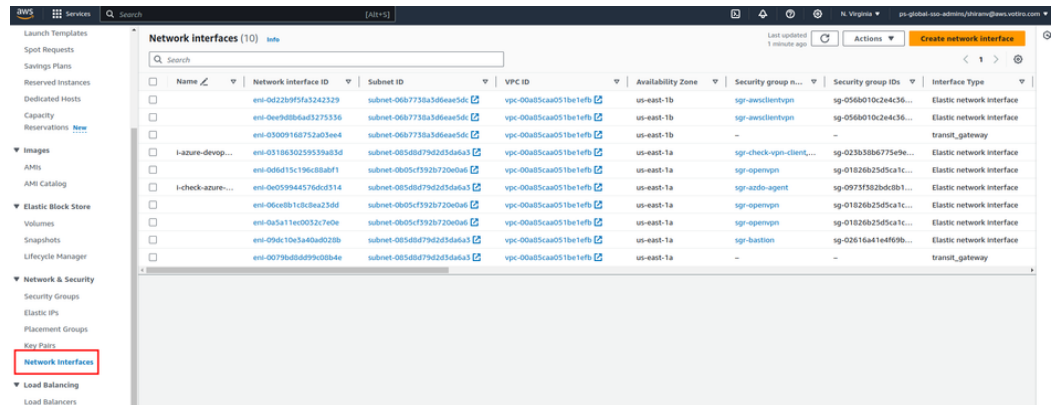 aws Services Search [Alt+S] N. Virginia ps-global-sso-admins/shiranv@aws.votiro.com
Launch Templates
Spot Requests
Savings Plans
Reserved Instances
Dedicated Hosts
Capacity
Reservations New
Images
AMIs
AMI Catalog
Elastic Block Store
Volumes
Snapshots
Lifecycle Manager
Network & Security
Security Groups
Elastic IPs
Placement Groups
Key Pairs
Network Interfaces
Load Balancing
Load Balancers
Network interfaces (10) Info
Last updated
1 minute ago
Actions
Create network interface
Search
1
Name Network interface ID Subnet ID VPC ID Availability Zone Security group n... Security group IDs Interface Type
eni-0d22b9f5fa3242329 subnet-06b7738a3d6eae5dc vpc-00a85caa051be1efb us-east-1b sgr-awsclientvpn sg-056b010c2e4c36... Elastic network interface
eni-0ee9d8b6ad3275336 subnet-06b7738a3d6eae5dc vpc-00a85caa051be1efb us-east-1b sgr-awsclientvpn sg-056b010c2e4c36... Elastic network interface
eni-03009168752a03ee4 subnet-06b7738a3d6eae5dc vpc-00a85caa051be1efb us-east-1b – – transit_gateway
i-azure-devop... eni-0318630259539a83d subnet-085d8d79d2d3da6a3 vpc-00a85caa051be1efb us-east-1a sgr-check-vpn-client,... sg-023b38b6775e9e... Elastic network interface
eni-0d6d15c196c88abf1 subnet-0b05cf392b720e0a6 vpc-00a85caa051be1efb us-east-1a sgr-openvpn sg-01826b25d5ca1c... Elastic network interface
i-check-azure-... eni-0e059944576dcd314 subnet-085d8d79d2d3da6a3 vpc-00a85caa051be1efb us-east-1a sgr-azdo-agent sg-0973f382bdc8b1... Elastic network interface
eni-06ce8b1c8c8ea23dd subnet-0b05cf392b720e0a6 vpc-00a85caa051be1efb us-east-1a sgr-openvpn sg-01826b25d5ca1c... Elastic network interface
eni-0a5a11ec0032c7e0e subnet-0b05cf392b720e0a6 vpc-00a85caa051be1efb us-east-1a sgr-openvpn sg-01826b25d5ca1c... Elastic network interface
eni-09dc10e3a40ad028b subnet-085d8d79d2d3da6a3 vpc-00a85caa051be1efb us-east-1a sgr-bastion sg-02616a41e4f69b... Elastic network interface
eni-0079bd8dd99c08b4e subnet-085d8d79d2d3da6a3 vpc-00a85caa051be1efb us-east-1a – – transit_gateway